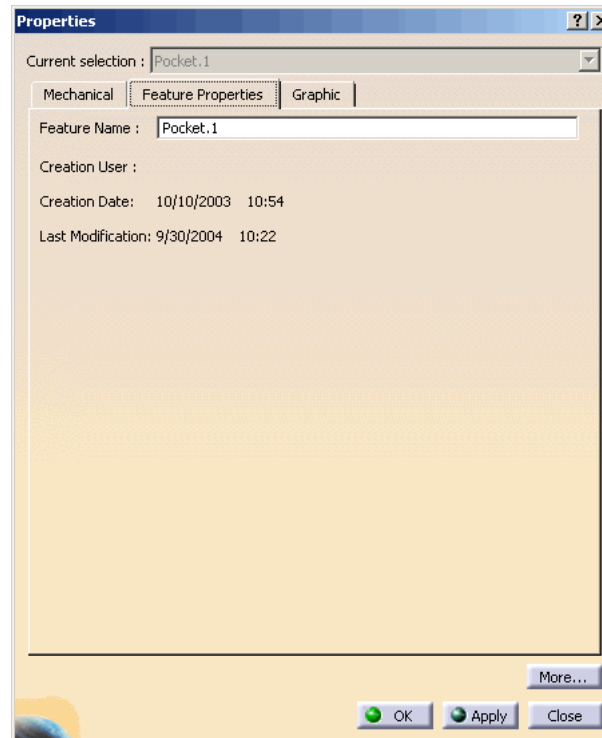 Properties
Current selection : Pocket.1
Mechanical Feature Properties Graphic
Feature Name : Pocket.1
Creation User :
Creation Date: 10/10/2003 10:54
Last Modification: 9/30/2004 10:22
More...
OK Apply Close